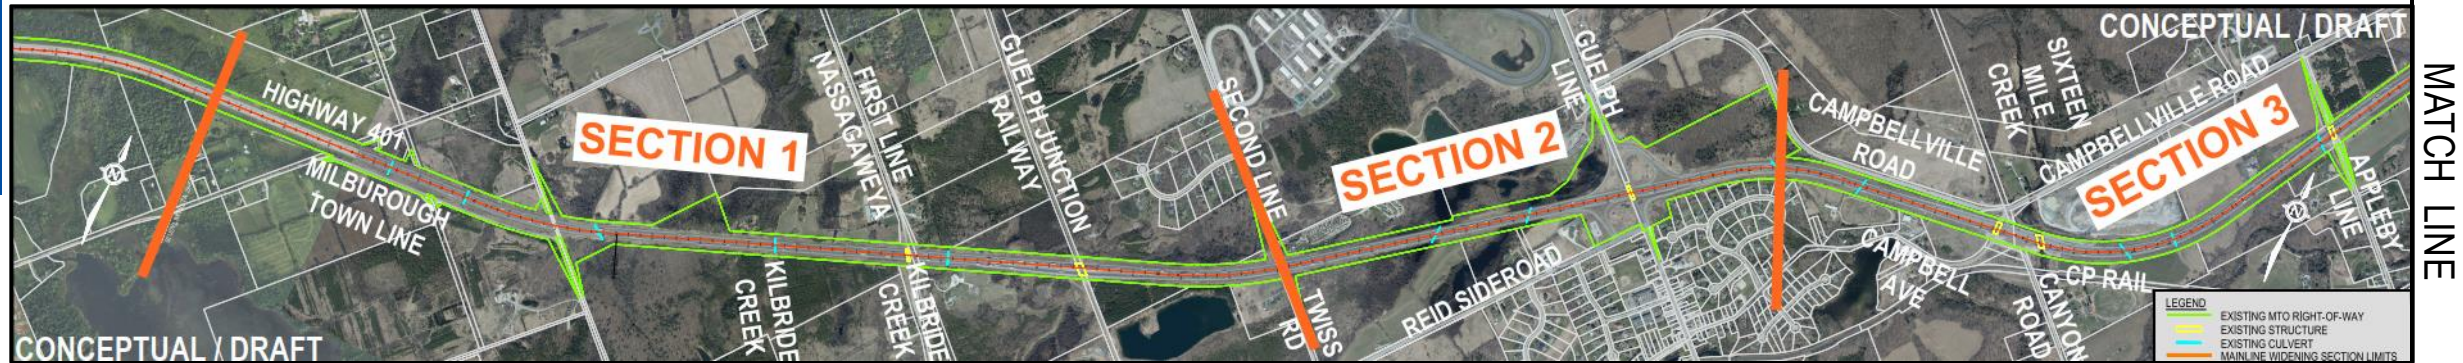 CONCEPTUAL / DRAFT
HIGHWAY 401
MILBUROUGH
TOWN LINE
SECTION 1
FIRST LINE
NASSAGAWEYA
KILBRIDE
CREEK
KILBRIDE
CREEK
GUELPH JUNCTION
RAILWAY
SECOND LINE
TWISS
RD
SECTION 2
GUELPH
LINE
REID SIDEROAD
CAMPBELLVILLE
ROAD
CAMPBELL
AVE
SIXTEEN
MILE
CREEK
CAMPBELLVILLE ROAD
SECTION 3
CP RAIL
CANYON
ROAD
APPLEBY
LINE
MATCH LINE
CONCEPTUAL / DRAFT
LEGEND
EXISTING MTO RIGHT-OF-WAY
EXISTING STRUCTURE
EXISTING CULVERT
MAINLINE WIDENING SECTION LIMITS